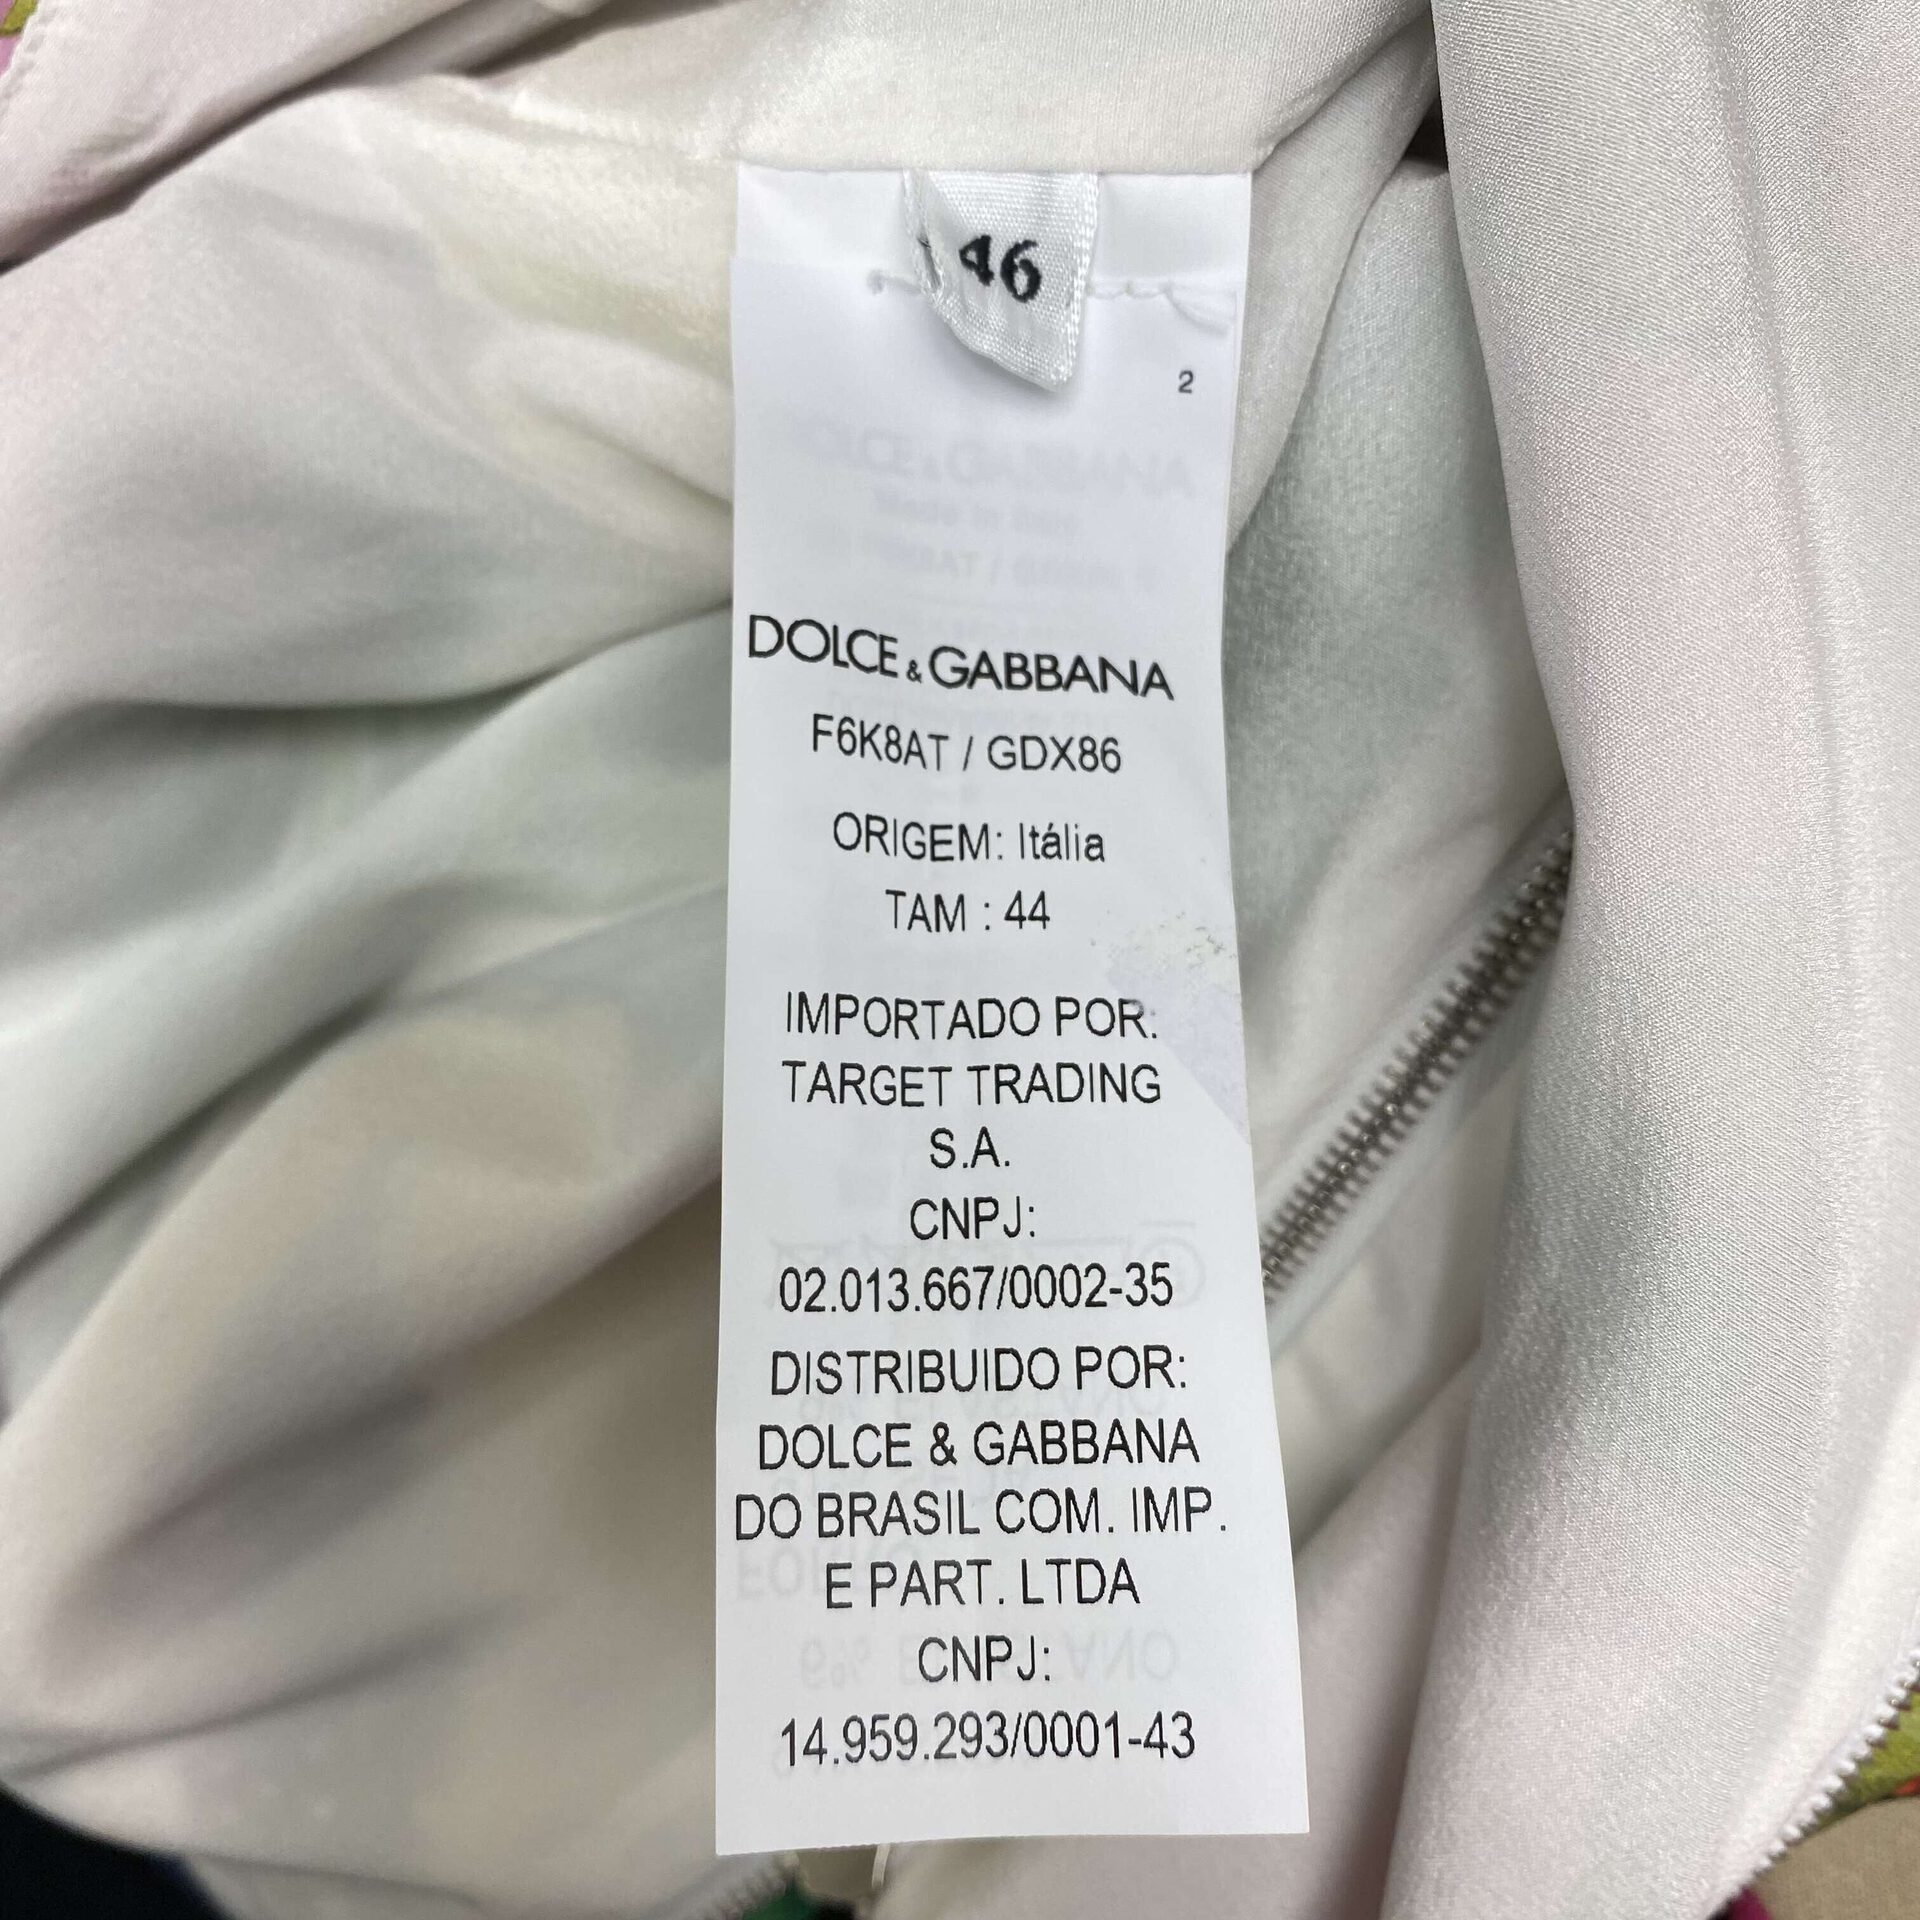 46
2
DOLCE & GABBANA
F6K8AT / GDX86
ORIGEM: Itália
TAM : 44
IMPORTADO POR:
TARGET TRADING
S.A.
CNPJ:
02.013.667/0002-35
DISTRIBUIDO POR:
DOLCE & GABBANA
DO BRASIL COM. IMP.
E PART. LTDA
CNPJ:
14.959.293/0001-43